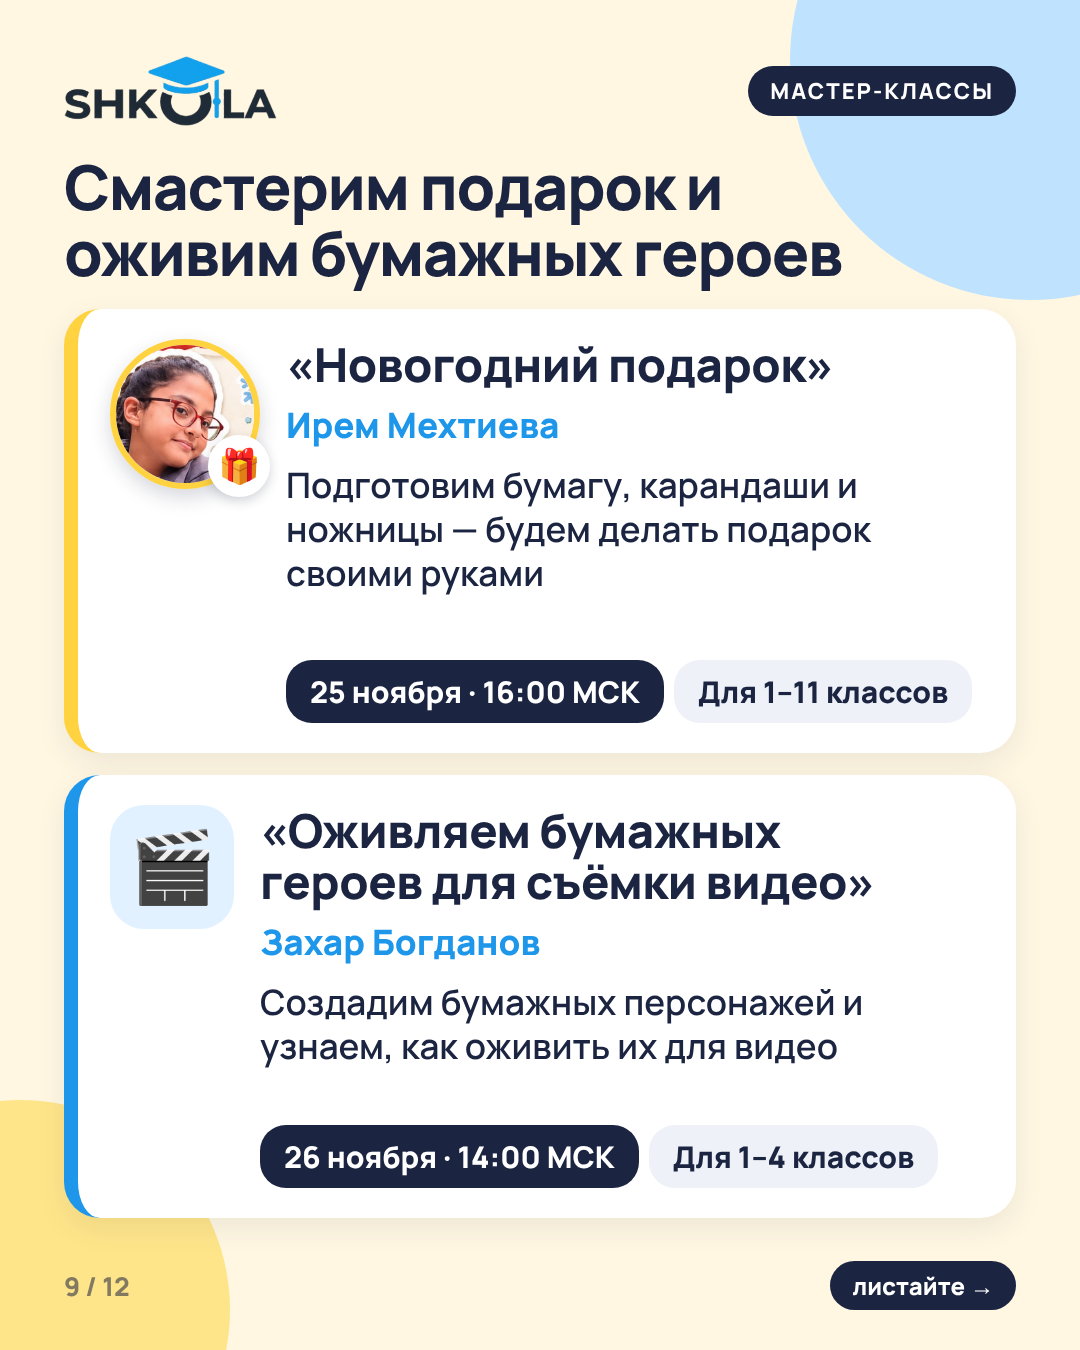 SHKOLA
МАСТЕР-КЛАССЫ
Смастерим подарок и
оживим бумажных героев
«Новогодний подарок»
Ирем Мехтиева
Подготовим бумагу, карандаши и
ножницы — будем делать подарок
своими руками
25 ноября · 16:00 МСК
Для 1–11 классов
«Оживляем бумажных
героев для съёмки видео»
Захар Богданов
Создадим бумажных персонажей и
узнаем, как оживить их для видео
26 ноября · 14:00 МСК
Для 1–4 классов
9 / 12
листайте →